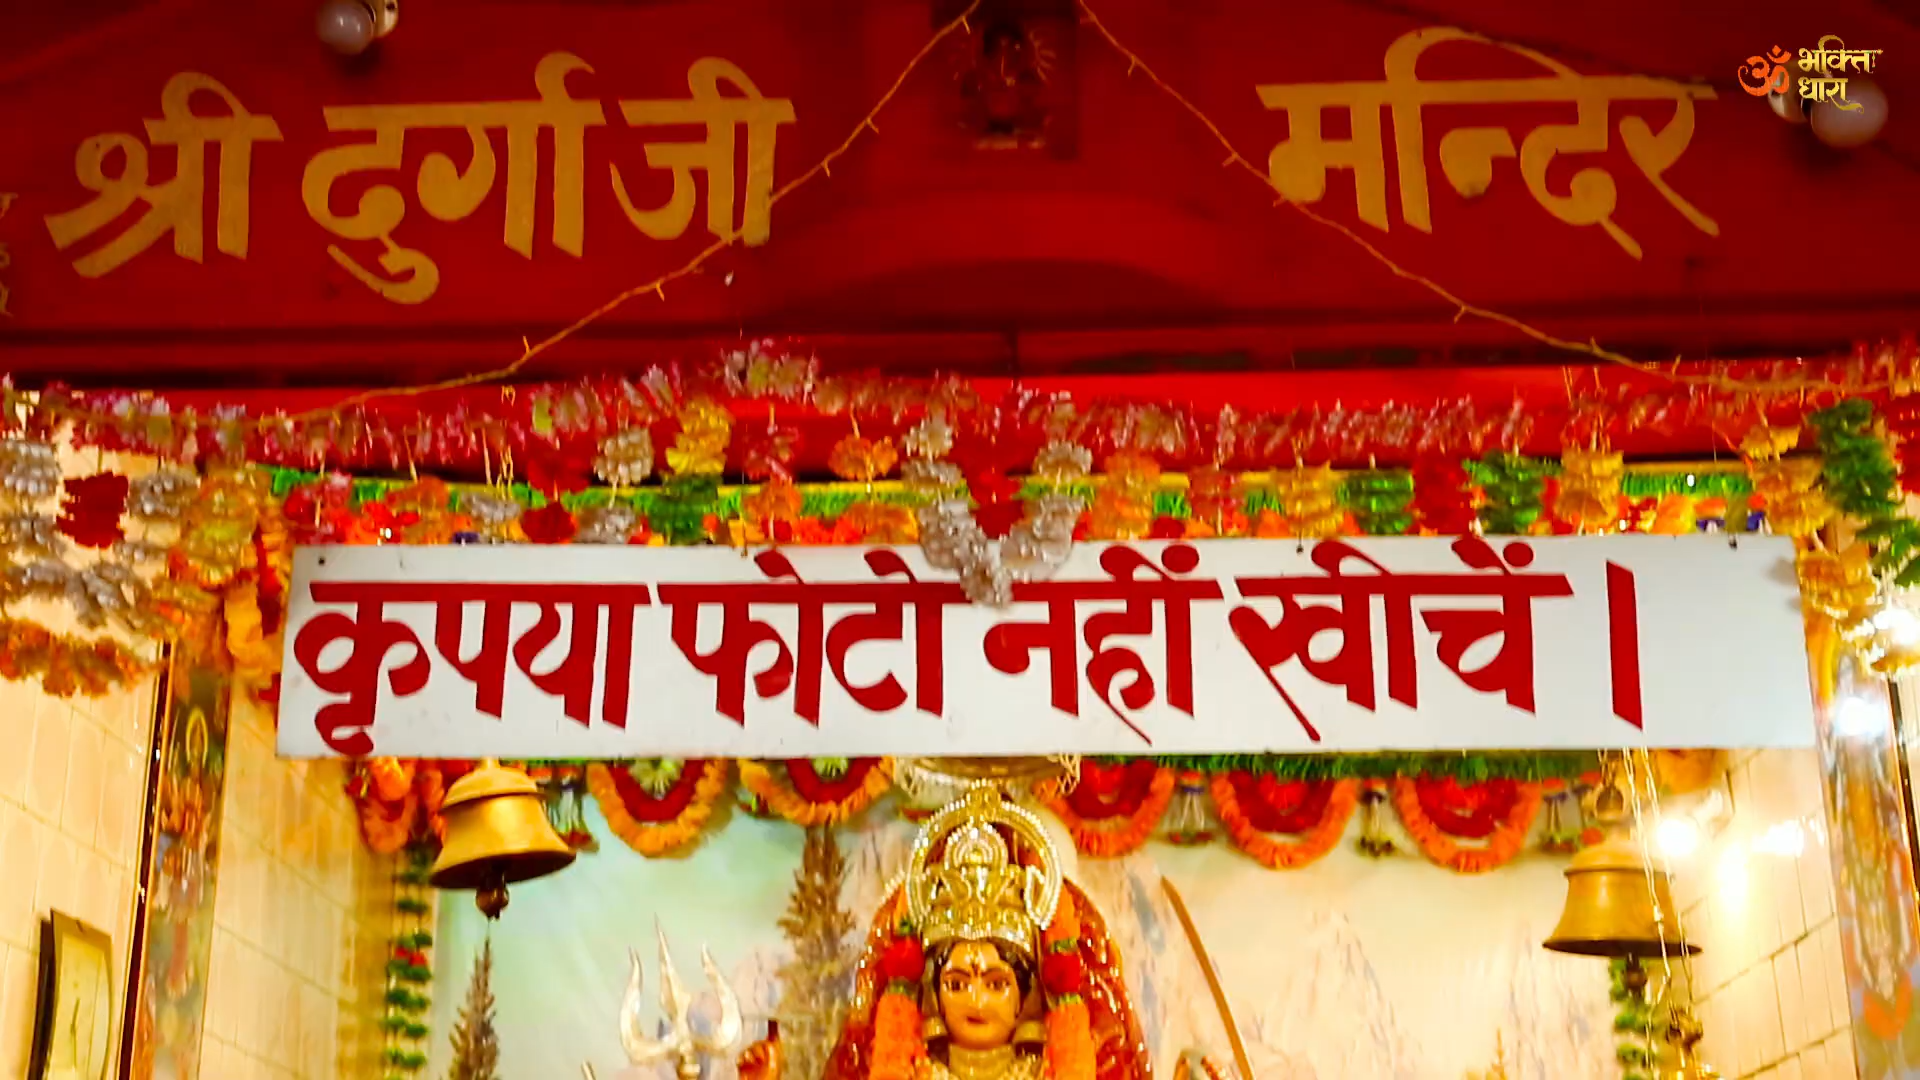 श्री दुर्गाजी मन्दिर
ॐ भक्ति
धारा
कृपया फोटो नहीं खीचें ।